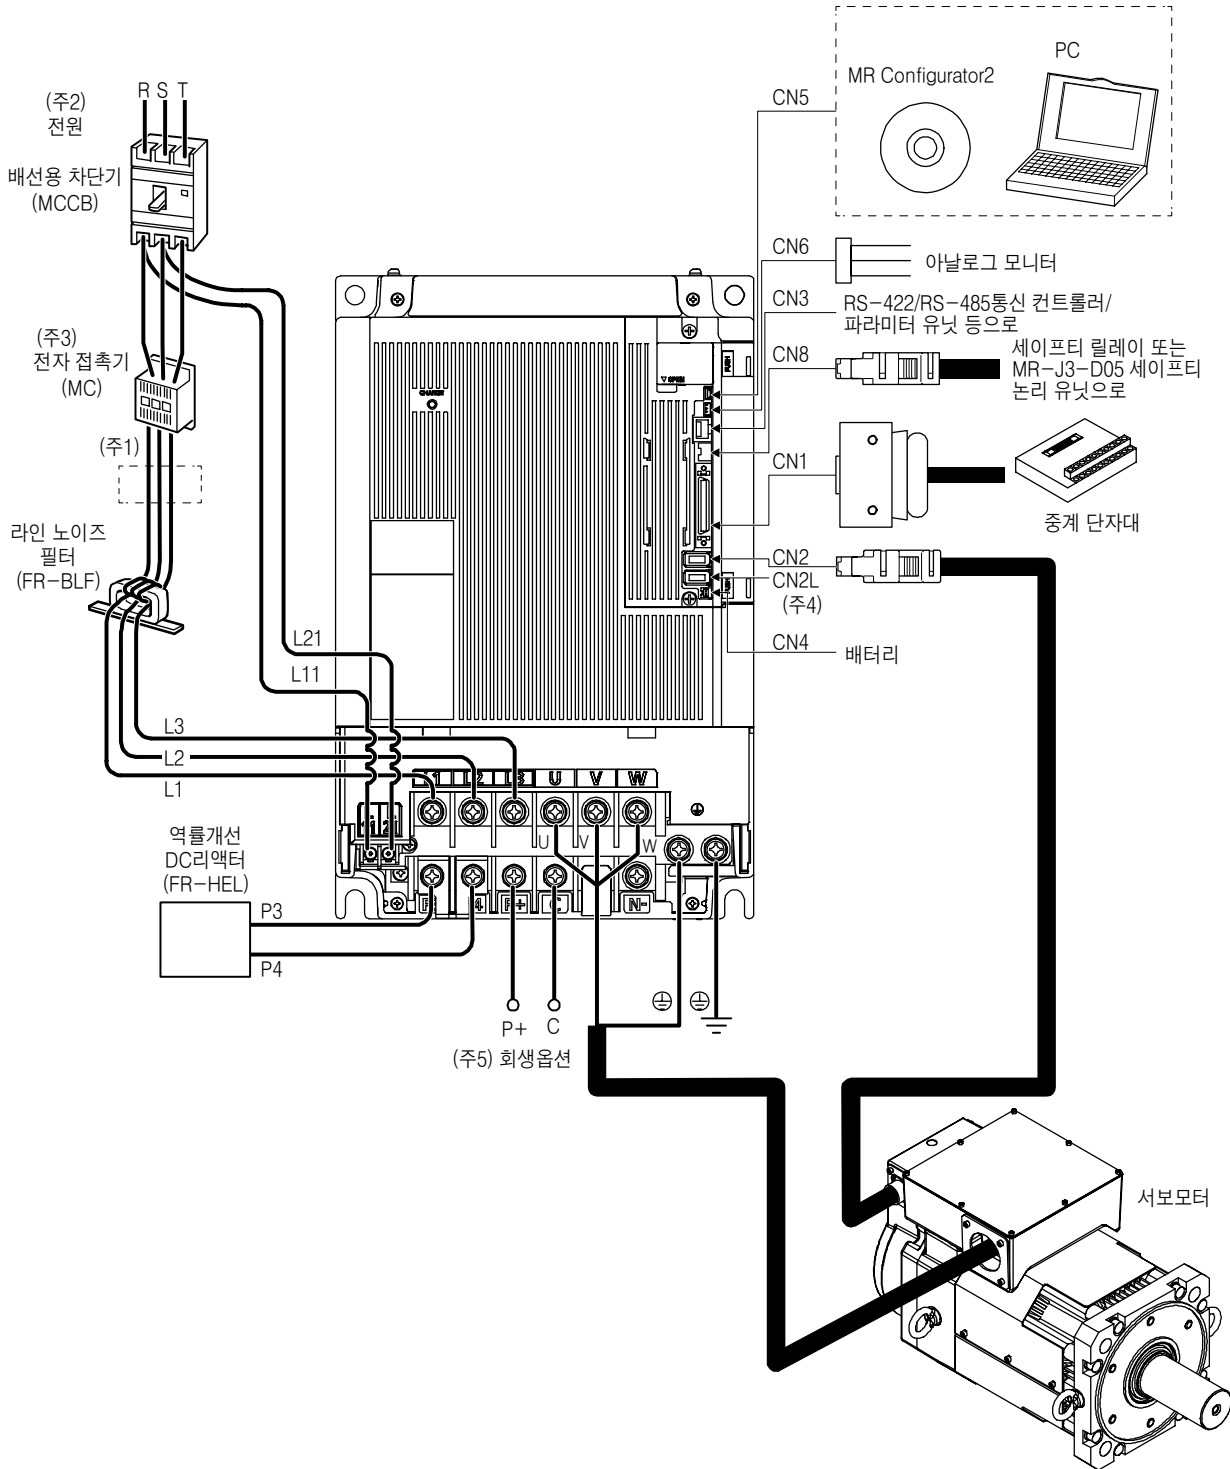 R S T
(주2)
전원
배선용 차단기
(MCCB)
(주3)
전자 접촉기
(MC)
(주1)
라인 노이즈
필터
(FR-BLF)
L21
L11
L3
L2
L1
역률개선
DC리액터
(FR-HEL)
P3
P4
P+
C
(주5) 회생옵션
CHARGE
OPEN
U
V
W
U
V
W
P+
N-
CN5
MR Configurator2
PC
CN6
아날로그 모니터
CN3
RS-422/RS-485통신 컨트롤러/
파라미터 유닛 등으로
CN8
세이프티 릴레이 또는
MR-J3-D05 세이프티
논리 유닛으로
CN1
중계 단자대
CN2
CN2L
(주4)
CN4
배터리
서보모터